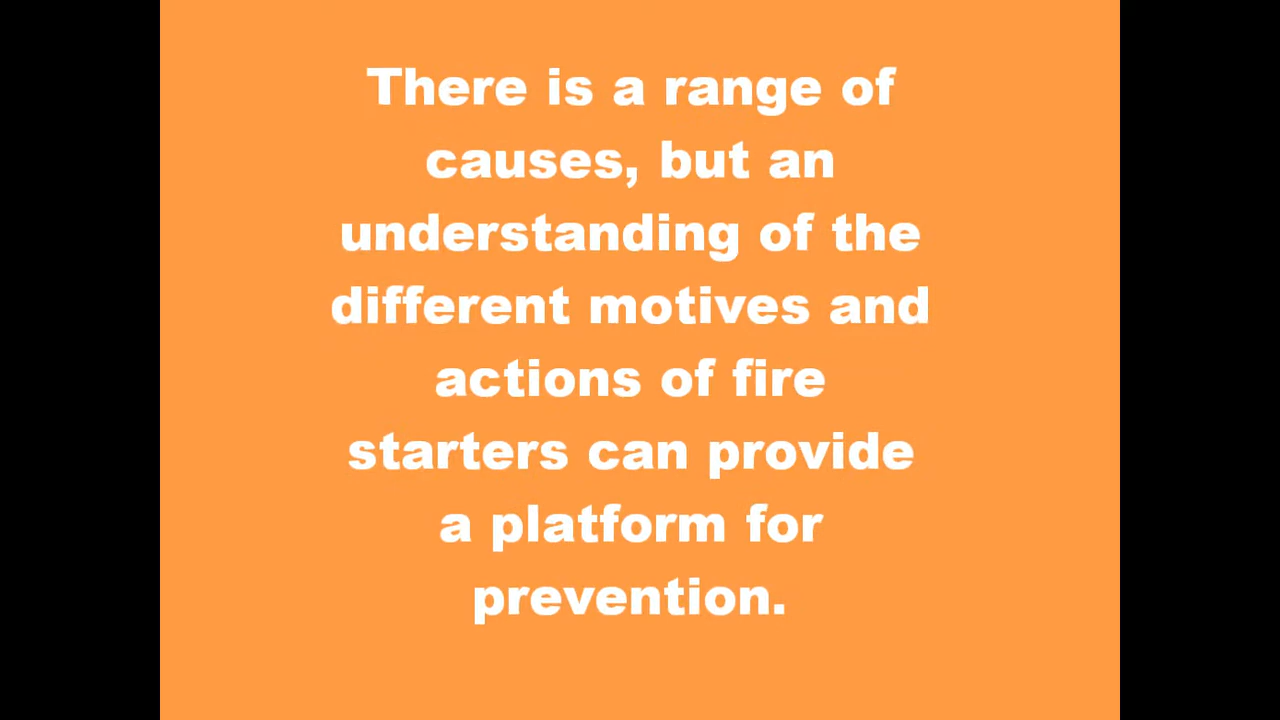 There is a range of
causes, but an
understanding of the
different motives and
actions of fire
starters can provide
a platform for
prevention.